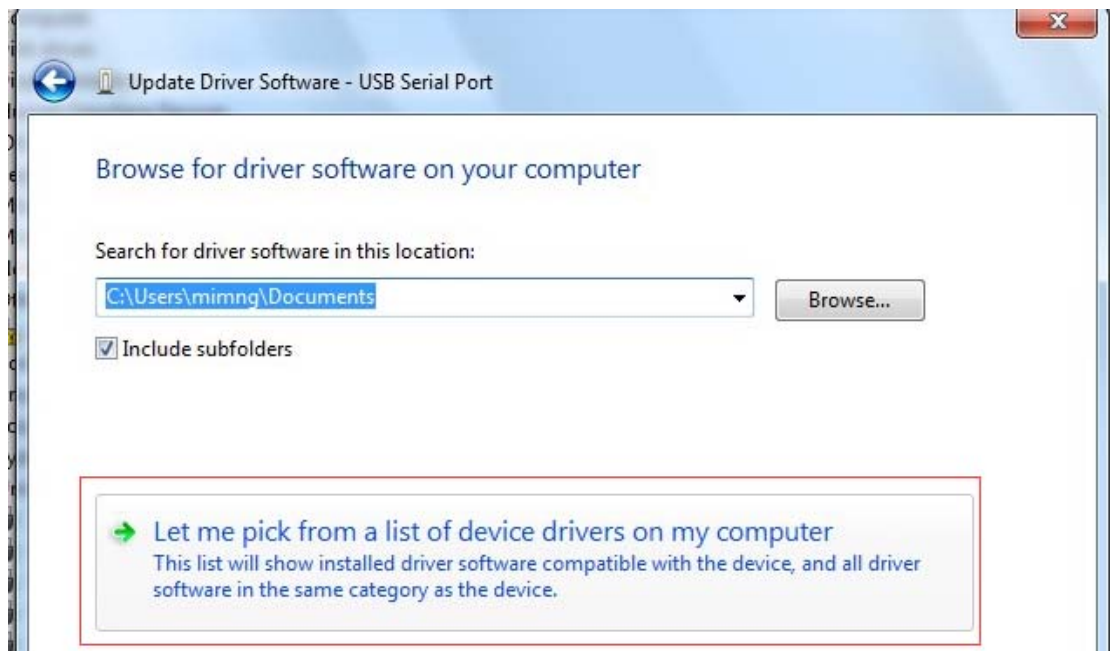 Update Driver Software - USB Serial Port
Browse for driver software on your computer
Search for driver software in this location:
C:\Users\mimng\Documents
Browse...
Include subfolders
Let me pick from a list of device drivers on my computer
This list will show installed driver software compatible with the device, and all driver
software in the same category as the device.